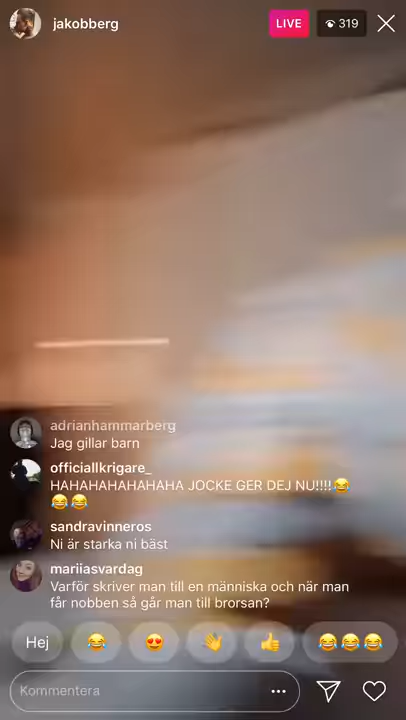 jakobberg
LIVE
319
adrianhammarberg
Jag gillar barn
officiallkrigare_
HAHAHAHAHAHAHA JOCKE GER DEJ NU!!!!😂
😂😂
sandravinneros
Ni är starka ni bäst
mariiasvardag
Varför skriver man till en människa och när man
får nobben så går man till brorsan?
Hej 😂 😍 👋 👍 😂😂😂
Kommentera